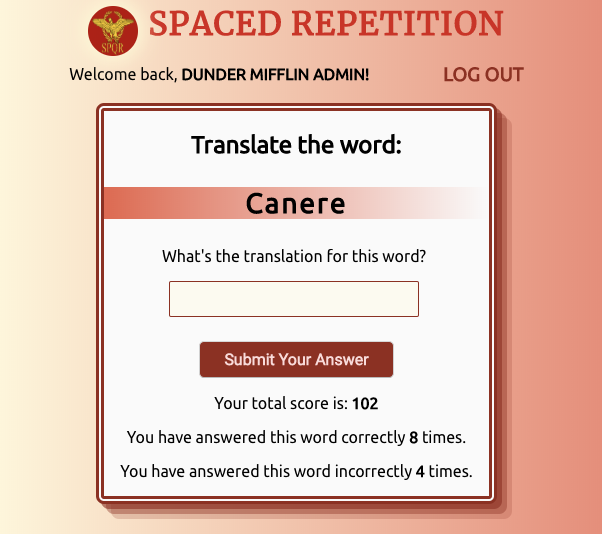 SPQR
SPACED REPETITION
Welcome back, DUNDER MIFFLIN ADMIN!
LOG OUT
Translate the word:
Canere
What's the translation for this word?
Submit Your Answer
Your total score is: 102
You have answered this word correctly 8 times.
You have answered this word incorrectly 4 times.